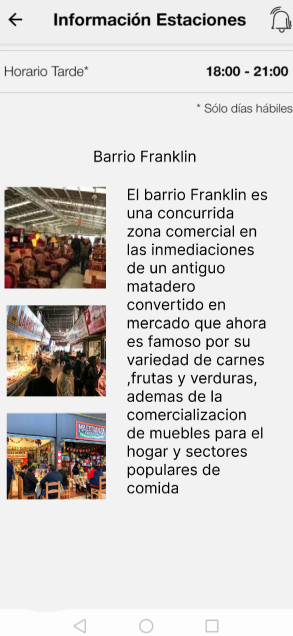 Información Estaciones
Horario Tarde* 18:00 - 21:00
* Sólo días hábiles
Barrio Franklin
El barrio Franklin es
una concurrida
zona comercial en
las inmediaciones
de un antiguo
matadero
convertido en
mercado que ahora
es famoso por su
variedad de carnes
,frutas y verduras,
ademas de la
comercializacion
de muebles para el
hogar y sectores
populares de
comida